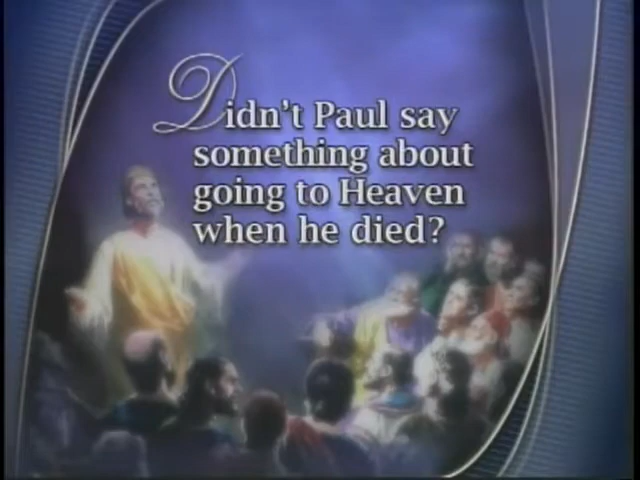 Didn't Paul say
something about
going to Heaven
when he died?